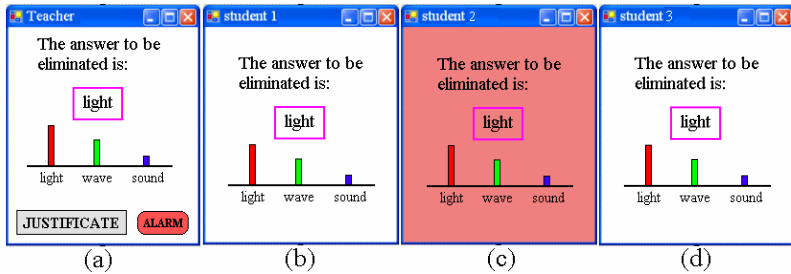 Teacher
The answer to be
eliminated is:
light
light wave sound
JUSTIFICATE ALARM
(a)
student 1
The answer to be
eliminated is:
light
light wave sound
(b)
student 2
The answer to be
eliminated is:
light
light wave sound
(c)
student 3
The answer to be
eliminated is:
light
light wave sound
(d)